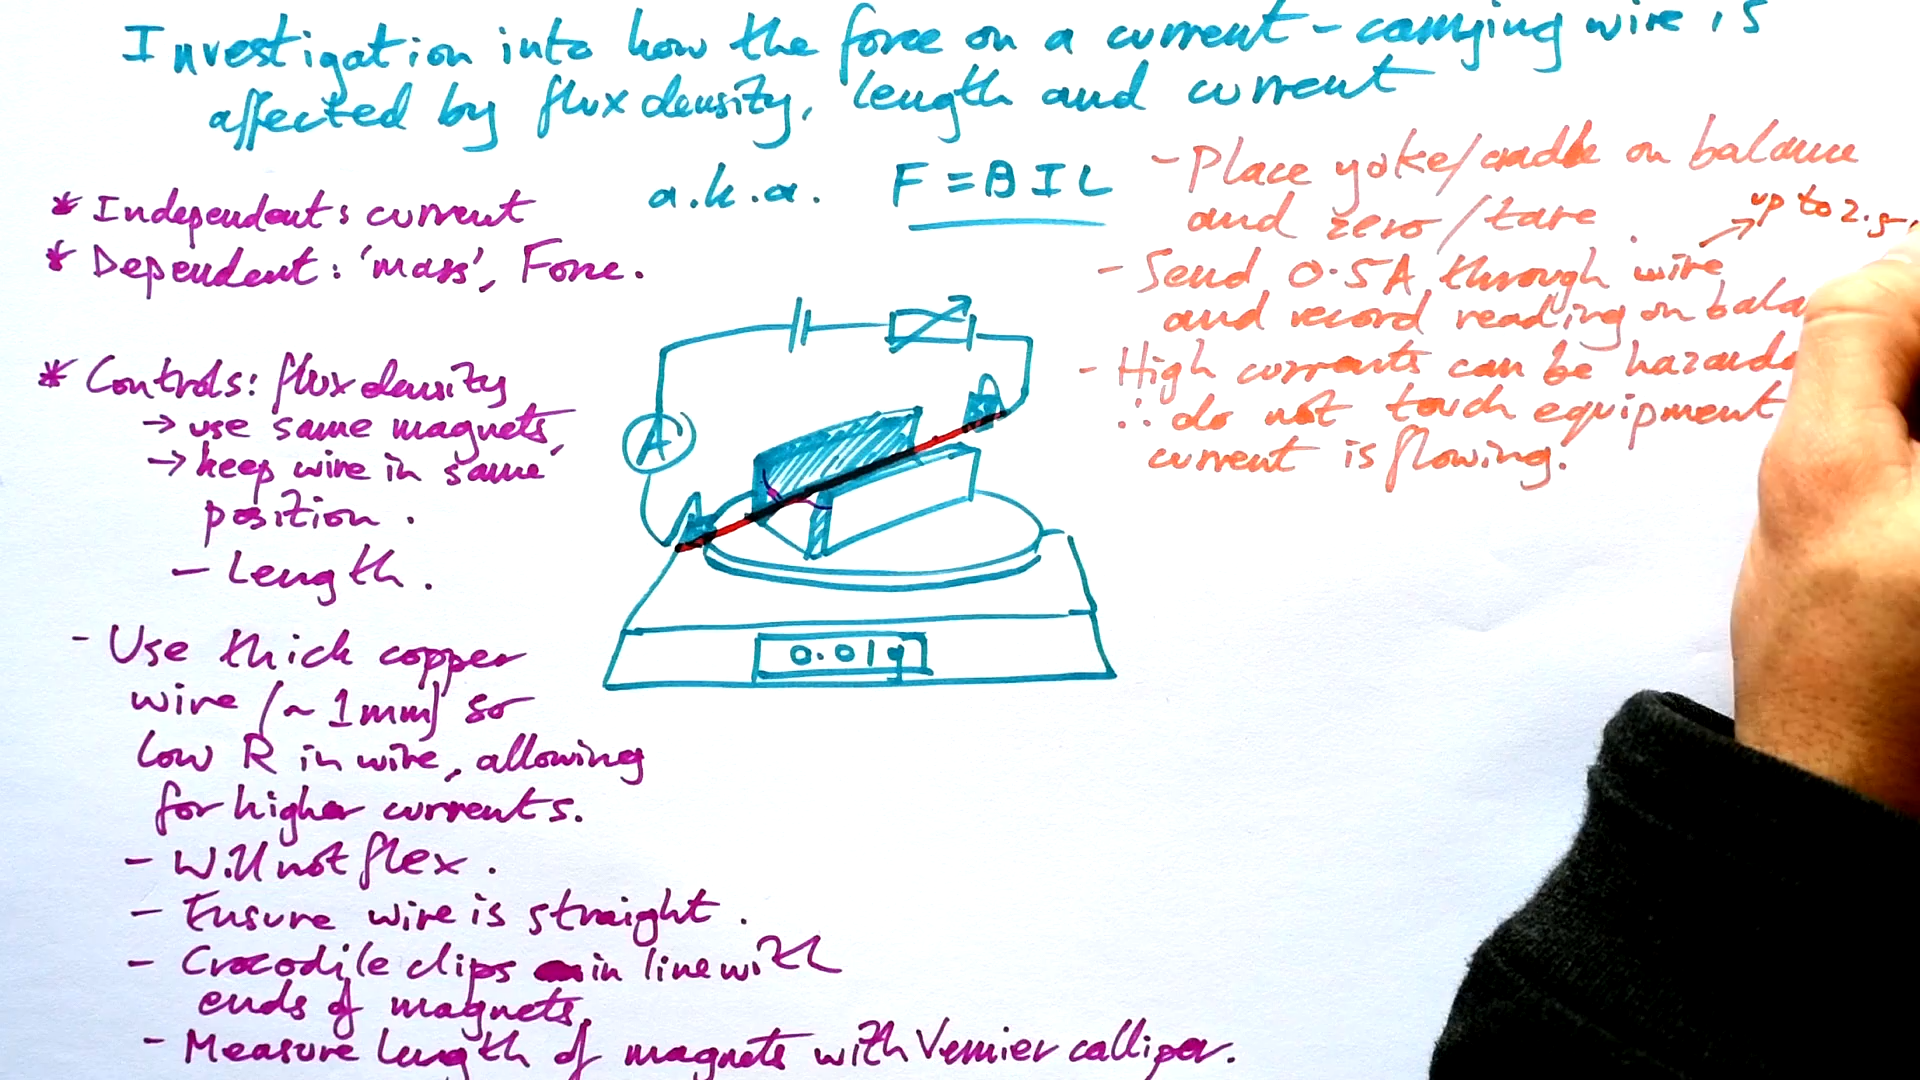 Investigation into how the force on a current-carrying wire is
affected by flux density, length and current
a.k.a. F = BIL
* Independent: current
* Dependent: 'mass', Force.
* Controls: flux density
→ use same magnets,
→ keep wire in same
position.
- Length.
- Use thick copper
wire (~1mm) so
low R in wire, allowing
for higher currents.
- Will not flex.
- Ensure wire is straight.
- Crocodile clips in line with
ends of magnets.
- Measure length of magnets with Vernier calliper.
A
0.01g
- Place yoke/cradle on balance
and zero/tare.
up to 2.5
- Send 0.5A through wire
and record reading on bala
- High currents can be hazardo
∴ do not touch equipment
current is flowing.